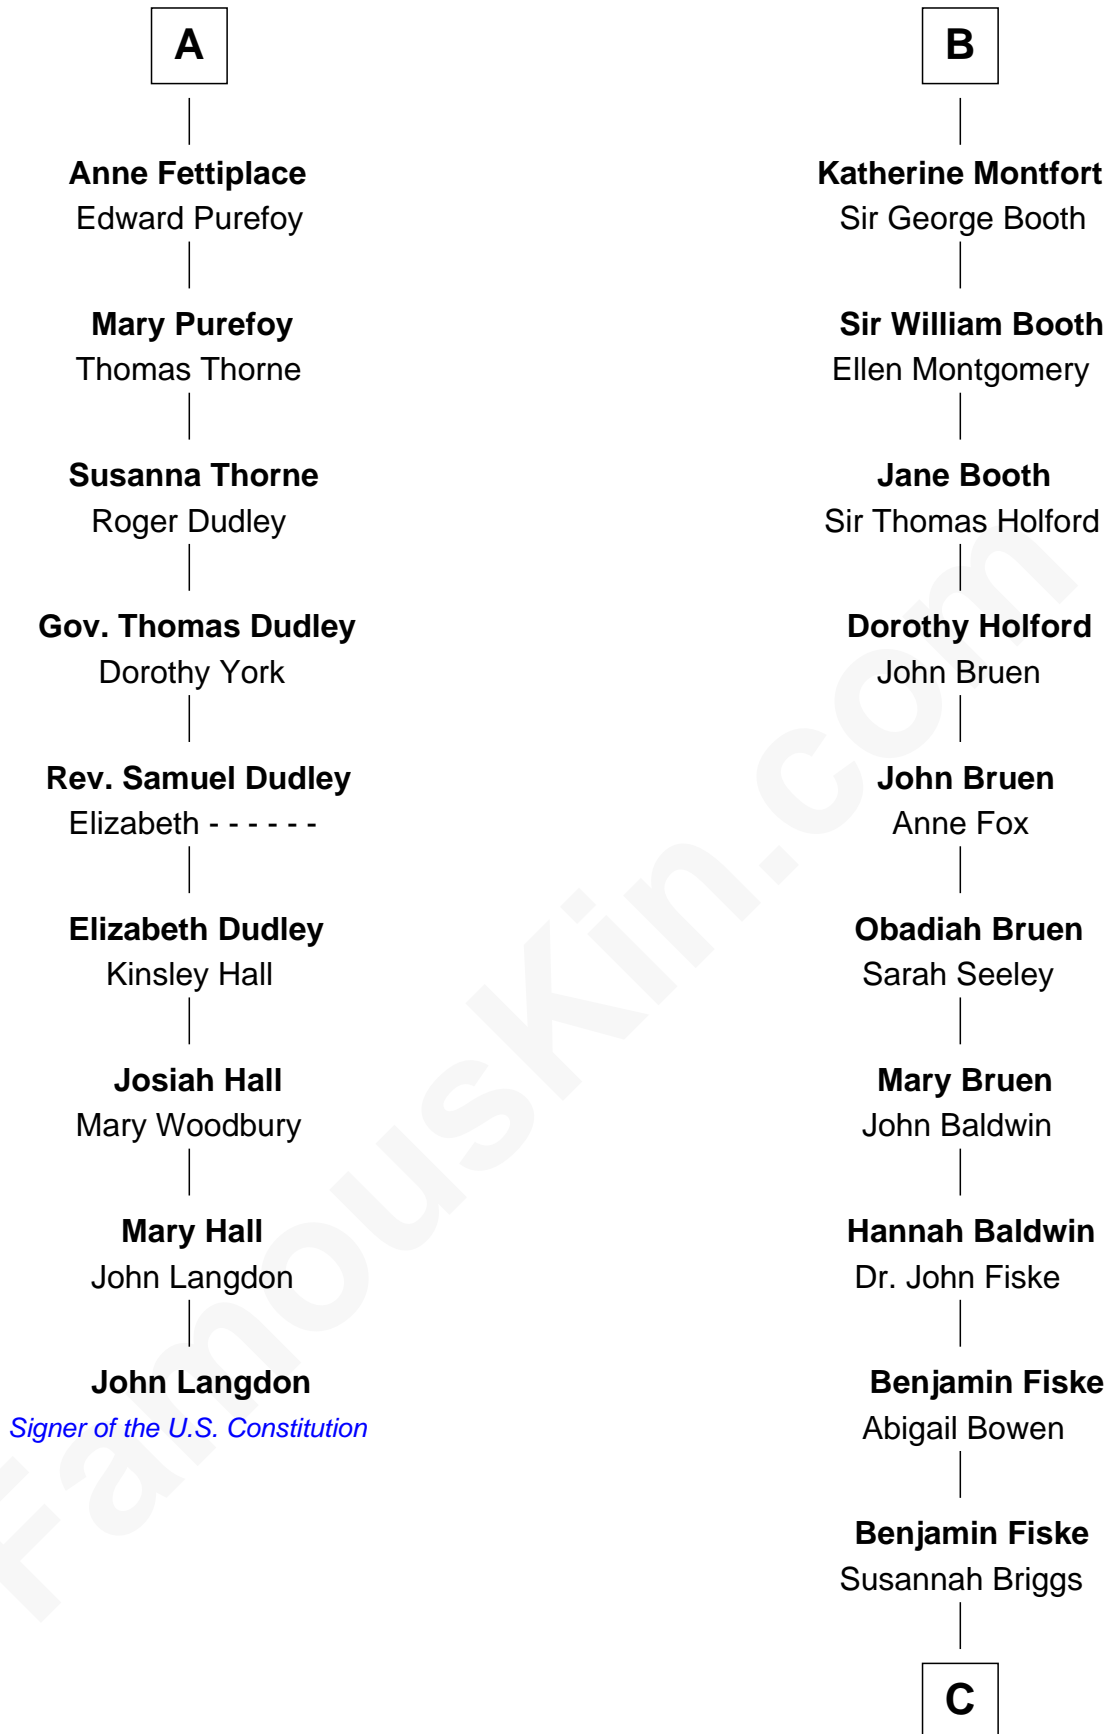 A
Anne Fettiplace
Edward Purefoy
Mary Purefoy
Thomas Thorne
Susanna Thorne
Roger Dudley
Gov. Thomas Dudley
Dorothy York
Rev. Samuel Dudley
Elizabeth - - - - - -
Elizabeth Dudley
Kinsley Hall
Josiah Hall
Mary Woodbury
Mary Hall
John Langdon
John Langdon
Signer of the U.S. Constitution
B
Katherine Montfort
Sir George Booth
Sir William Booth
Ellen Montgomery
Jane Booth
Sir Thomas Holford
Dorothy Holford
John Bruen
John Bruen
Anne Fox
Obadiah Bruen
Sarah Seeley
Mary Bruen
John Baldwin
Hannah Baldwin
Dr. John Fiske
Benjamin Fiske
Abigail Bowen
Benjamin Fiske
Susannah Briggs
C
FamousKin.com